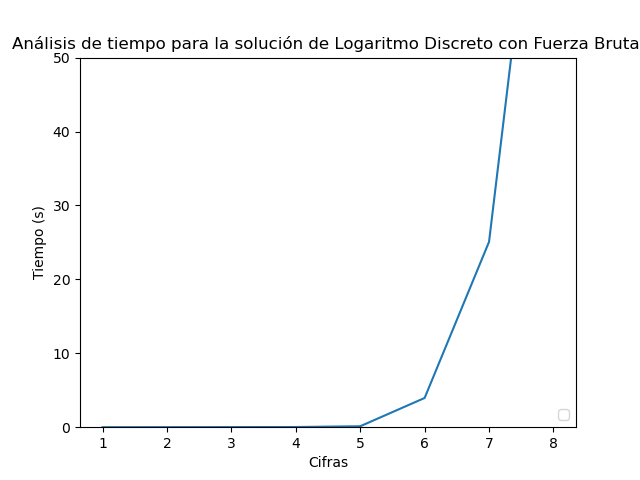 Análisis de tiempo para la solución de Logaritmo Discreto con Fuerza Bruta
50
40
30
20
10
0
Tiempo (s)
1 2 3 4 5 6 7 8
Cifras